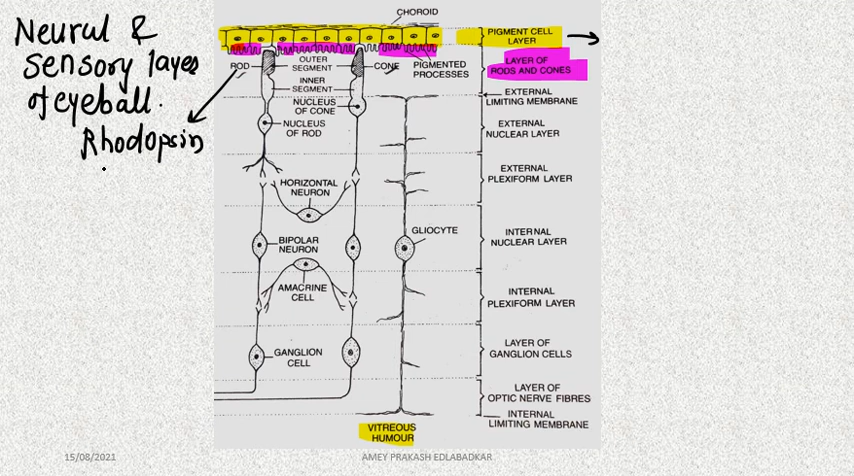 Neural &
sensory layes
of eyeball.
Rhodopsin
CHOROID
PIGMENT CELL
LAYER
LAYER OF
RODS AND CONES
ROD
OUTER
SEGMENT
CONE
PIGMENTED
PROCESSES
INNER
SEGMENT
EXTERNAL
LIMITING MEMBRANE
NUCLEUS
OF CONE
NUCLEUS
OF ROD
EXTERNAL
NUCLEAR LAYER
EXTERNAL
PLEXIFORM LAYER
HORIZONTAL
NEURON
GLIOCYTE
INTERNAL
NUCLEAR LAYER
BIPOLAR
NEURON
AMACRINE
CELL
INTERNAL
PLEXIFORM LAYER
LAYER OF
GANGLION CELLS
GANGLION
CELL
LAYER OF
OPTIC NERVE FIBRES
INTERNAL
LIMITING MEMBRANE
VITREOUS
HUMOUR
15/08/2021
AMEY PRAKASH EDLABADKAR